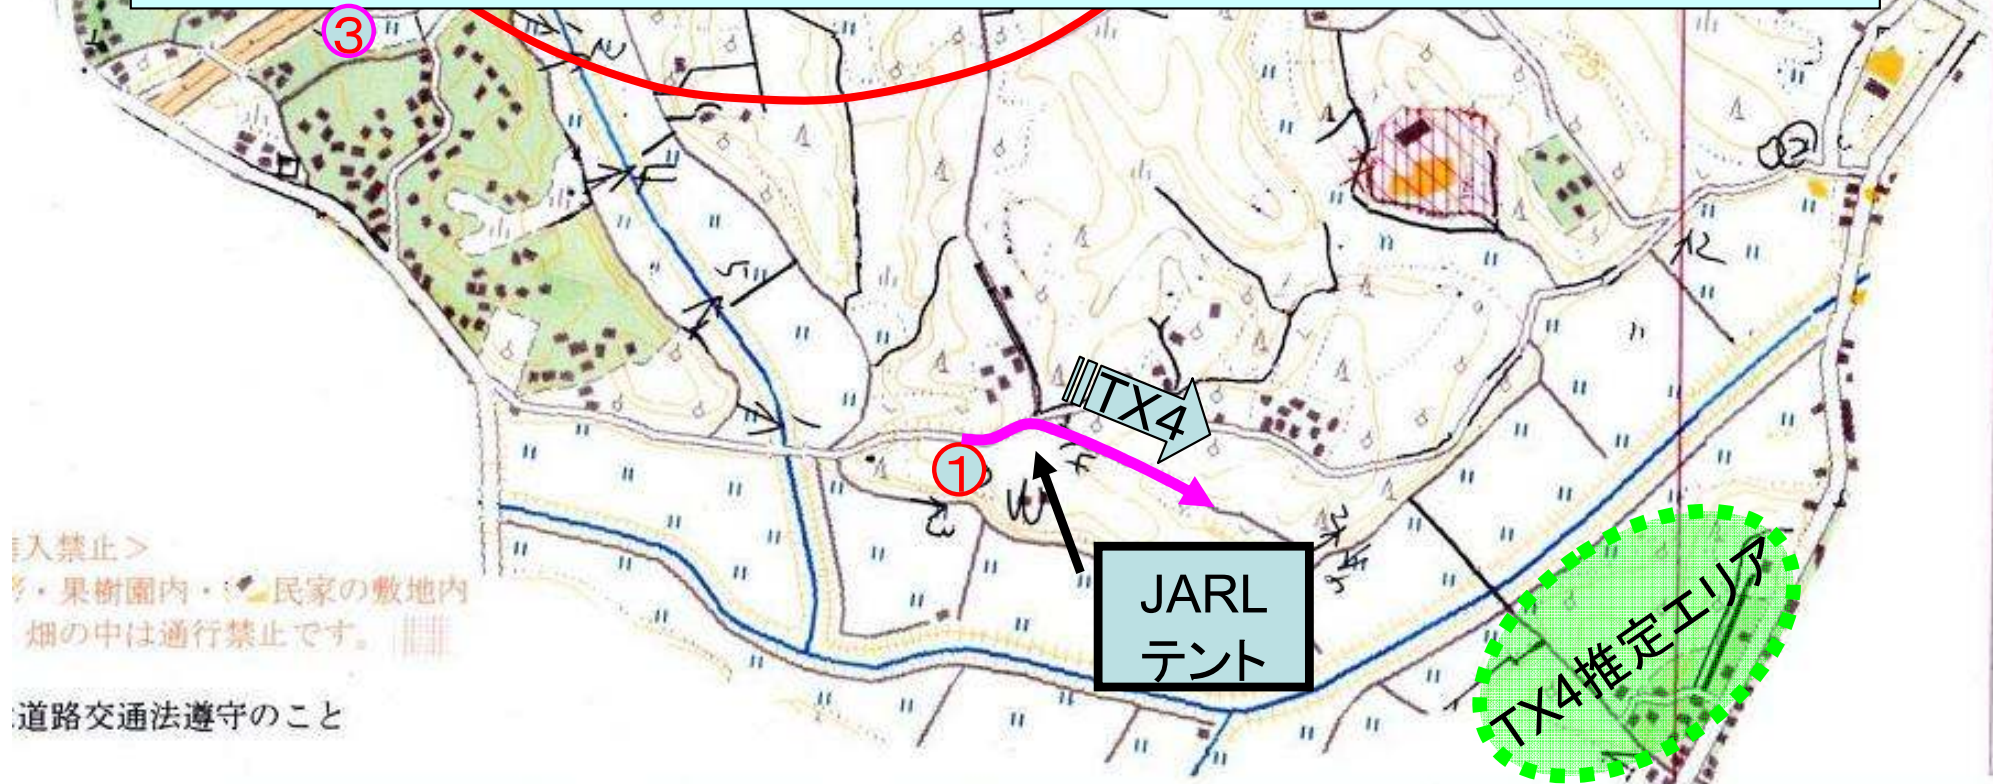 ③
TX4
①
JARL
テント
TX4推定エリア
入禁止＞
・果樹園内・
民家の敷地内
畑の中は通行禁止です。
道路交通法遵守のこと
12